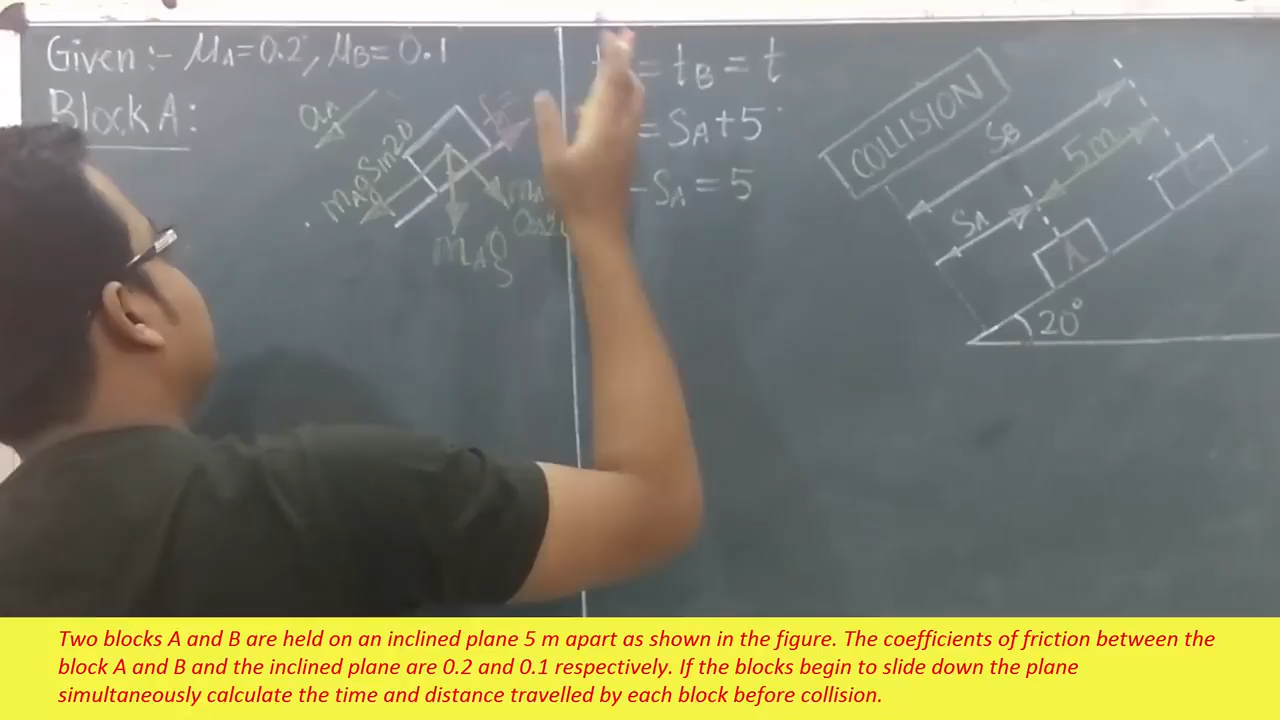 Given :- μA=0.2, μB=0.1
Block A:
aA
mAg Sin20
mAg
= tB = t
= SA+5
-SA = 5
COLLISION
SB
5m
SA
A
20°
Two blocks A and B are held on an inclined plane 5 m apart as shown in the figure. The coefficients of friction between the
block A and B and the inclined plane are 0.2 and 0.1 respectively. If the blocks begin to slide down the plane
simultaneously calculate the time and distance travelled by each block before collision.